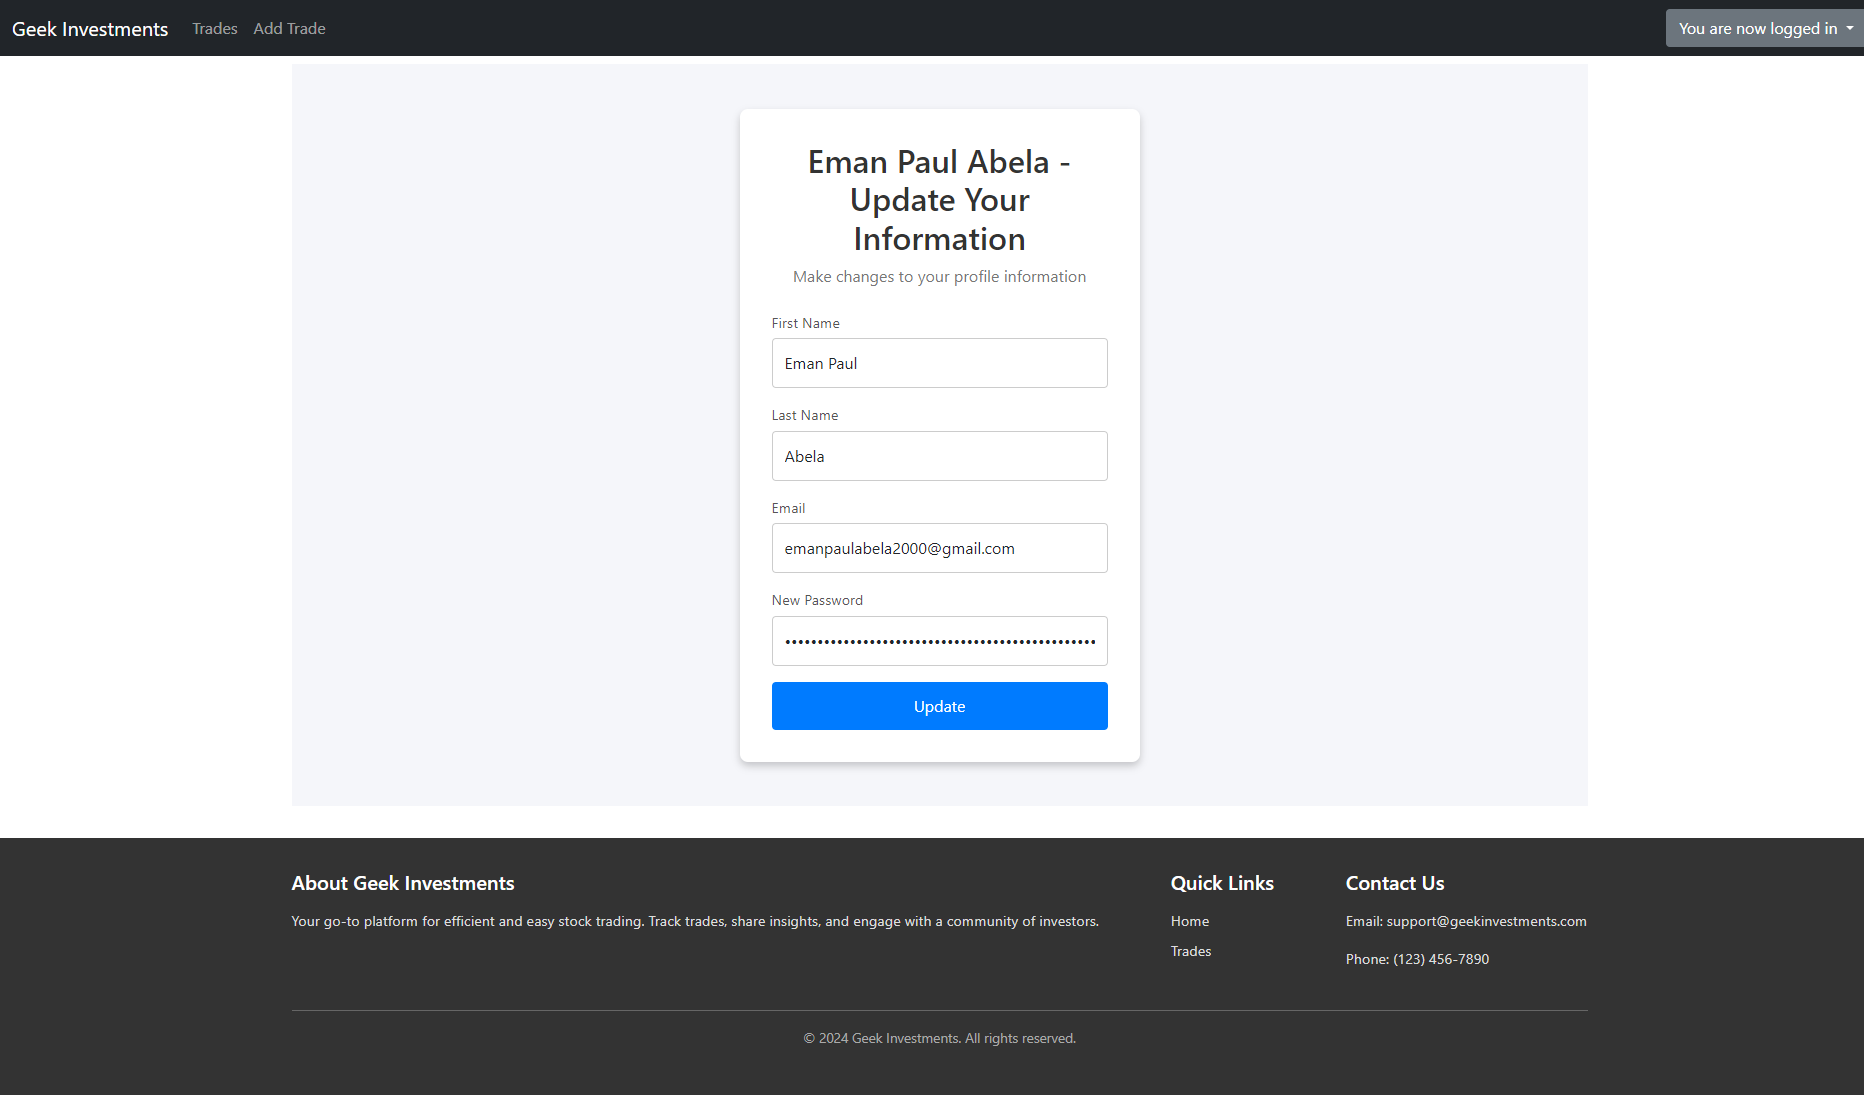 Geek Investments Trades Add Trade You are now logged in
Eman Paul Abela -
Update Your
Information
Make changes to your profile information
First Name
Eman Paul
Last Name
Abela
Email
emanpaulabela2000@gmail.com
New Password
Update
About Geek Investments
Your go-to platform for efficient and easy stock trading. Track trades, share insights, and engage with a community of investors.
Quick Links
Home
Trades
Contact Us
Email: support@geekinvestments.com
Phone: (123) 456-7890
© 2024 Geek Investments. All rights reserved.